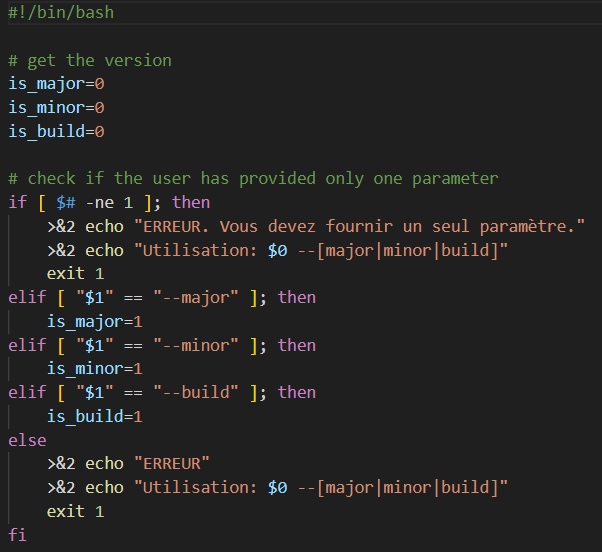 #!/bin/bash
# get the version
is_major=0
is_minor=0
is_build=0
# check if the user has provided only one parameter
if [ $# -ne 1 ]; then
    >&2 echo "ERREUR. Vous devez fournir un seul paramètre."
    >&2 echo "Utilisation: $0 --[major|minor|build]"
    exit 1
elif [ "$1" == "--major" ]; then
    is_major=1
elif [ "$1" == "--minor" ]; then
    is_minor=1
elif [ "$1" == "--build" ]; then
    is_build=1
else
    >&2 echo "ERREUR"
    >&2 echo "Utilisation: $0 --[major|minor|build]"
    exit 1
fi